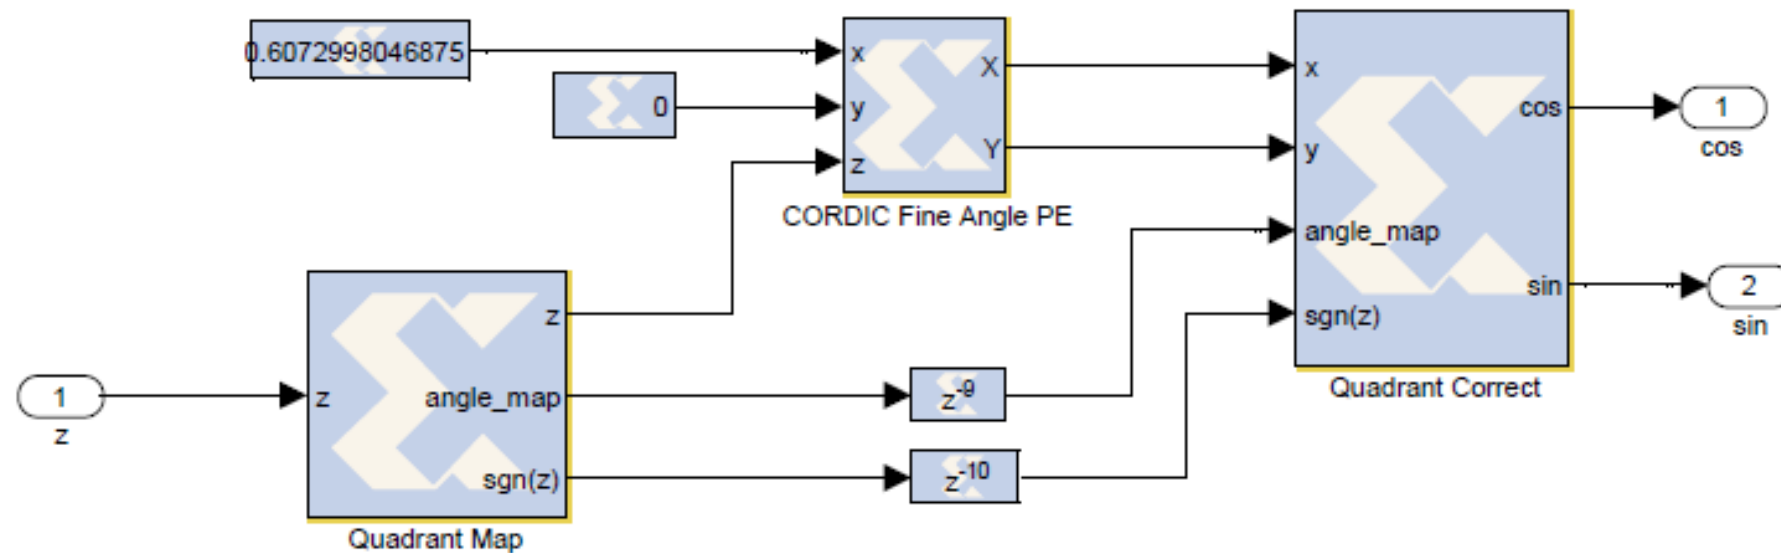 0.6072998046875
0
x
y
z
X
Y
CORDIC Fine Angle PE
x
y
angle_map
sgn(z)
cos
sin
Quadrant Correct
1
cos
2
sin
1
z
z
z
angle_map
sgn(z)
Quadrant Map
z-9
z-10